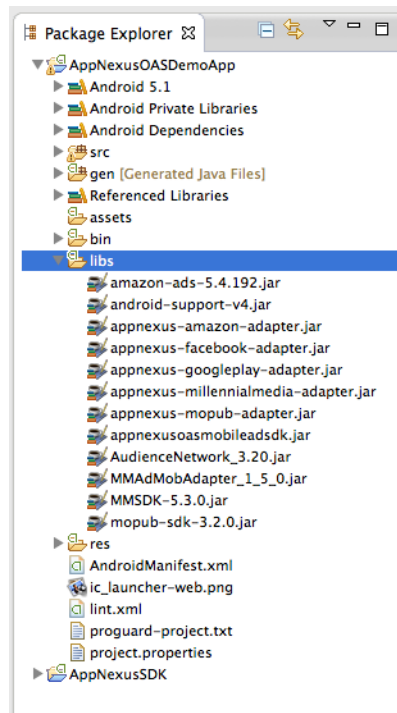 Package Explorer
AppNexusOASDemoApp
Android 5.1
Android Private Libraries
Android Dependencies
src
gen [Generated Java Files]
Referenced Libraries
assets
bin
libs
amazon-ads-5.4.192.jar
android-support-v4.jar
appnexus-amazon-adapter.jar
appnexus-facebook-adapter.jar
appnexus-googleplay-adapter.jar
appnexus-millennialmedia-adapter.jar
appnexus-mopub-adapter.jar
appnexusoasmobileadsdk.jar
AudienceNetwork_3.20.jar
MMAdMobAdapter_1_5_0.jar
MMSDK-5.3.0.jar
mopub-sdk-3.2.0.jar
res
AndroidManifest.xml
ic_launcher-web.png
lint.xml
proguard-project.txt
project.properties
AppNexusSDK